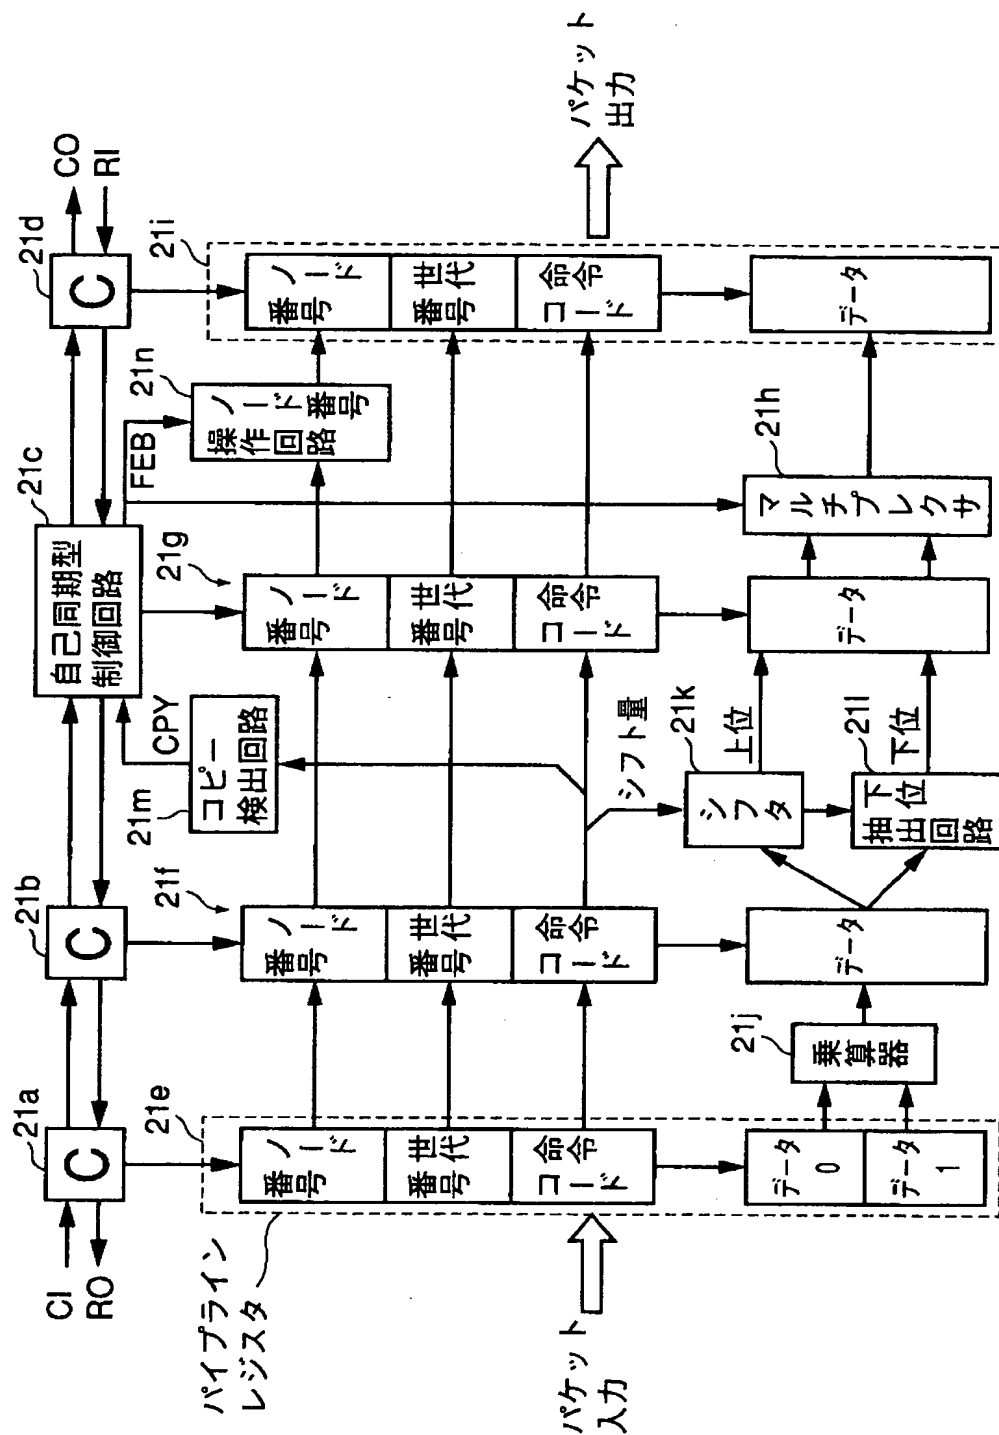 CI
RO
21a
C
21b
C
21c
自己同期型
制御回路
21d
C
CO
RI
CPY
FEB
21m
コピー
検出回路
21n
ノード番号
操作回路
パイプライン
レジスタ
21e
ノード
番号
世代
番号
命令
コード
データ
0
データ
1
21f
ノード
番号
世代
番号
命令
コード
データ
21g
ノード
番号
世代
番号
命令
コード
データ
21i
ノード
番号
世代
番号
命令
コード
データ
パケット
入力
パケット
出力
21j
乗算器
シフト量
21k
シフタ
上位
21l
下位
抽出回路
下位
21h
マルチプレクサ